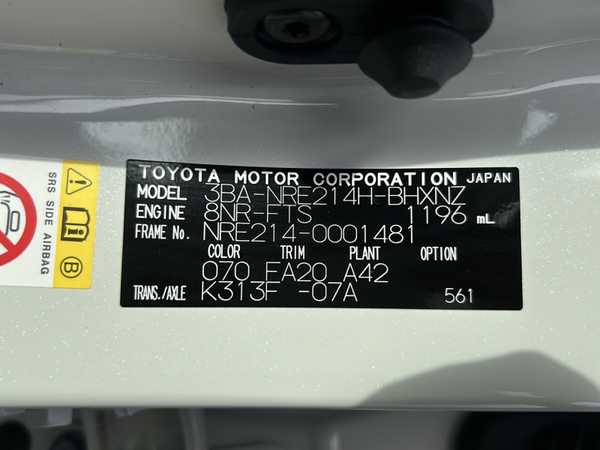 TOYOTA MOTOR CORPORATION JAPAN
MODEL 3BA-NRE214H-BHXNZ
ENGINE 8NR-FTS 1196 mL
FRAME No. NRE214-0001481
COLOR TRIM PLANT OPTION
070 FA20 A42
TRANS./AXLE K313F -07A 561
SRS SIDE AIRBAG
B